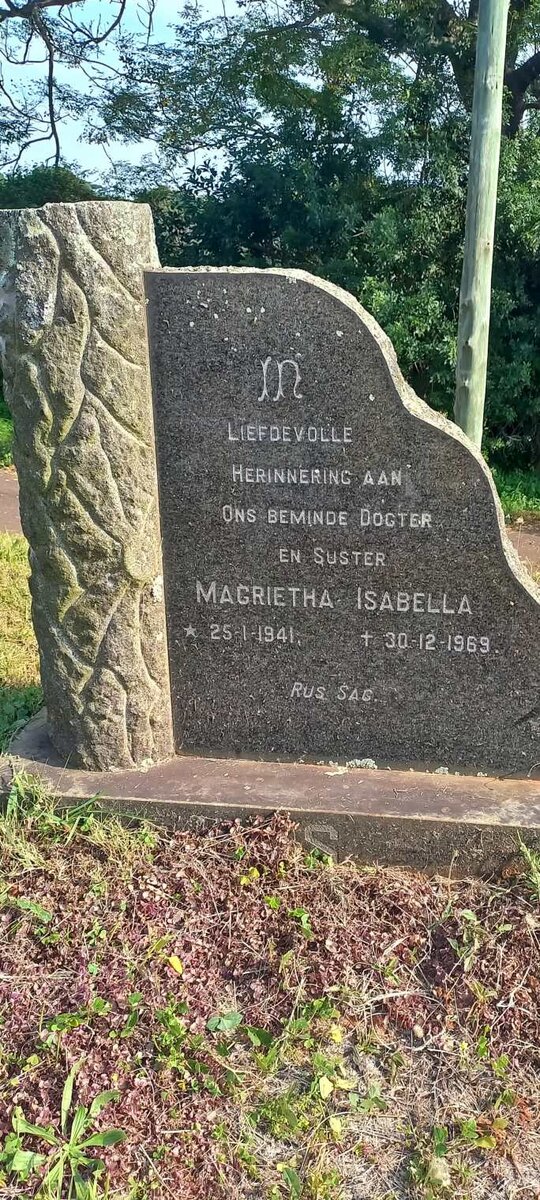 In
Liefdevolle
Herinnering aan
Ons beminde Dogter
en Suster
Magrietha Isabella
* 25-1-1941. † 30-12-1969.
Rus Sag.